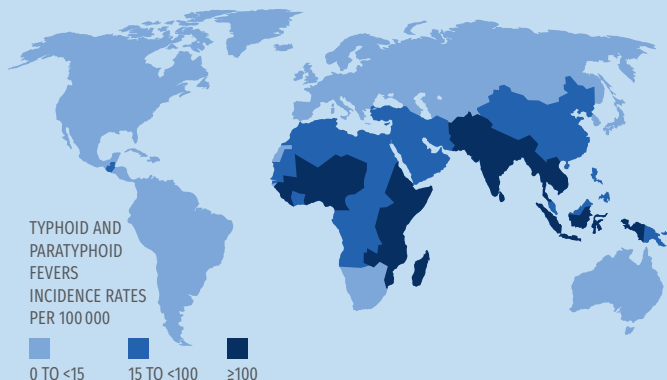 TYPHOID AND
PARATYPHOID
FEVERS
INCIDENCE RATES
PER 100 000
0 TO <15
15 TO <100
≥100